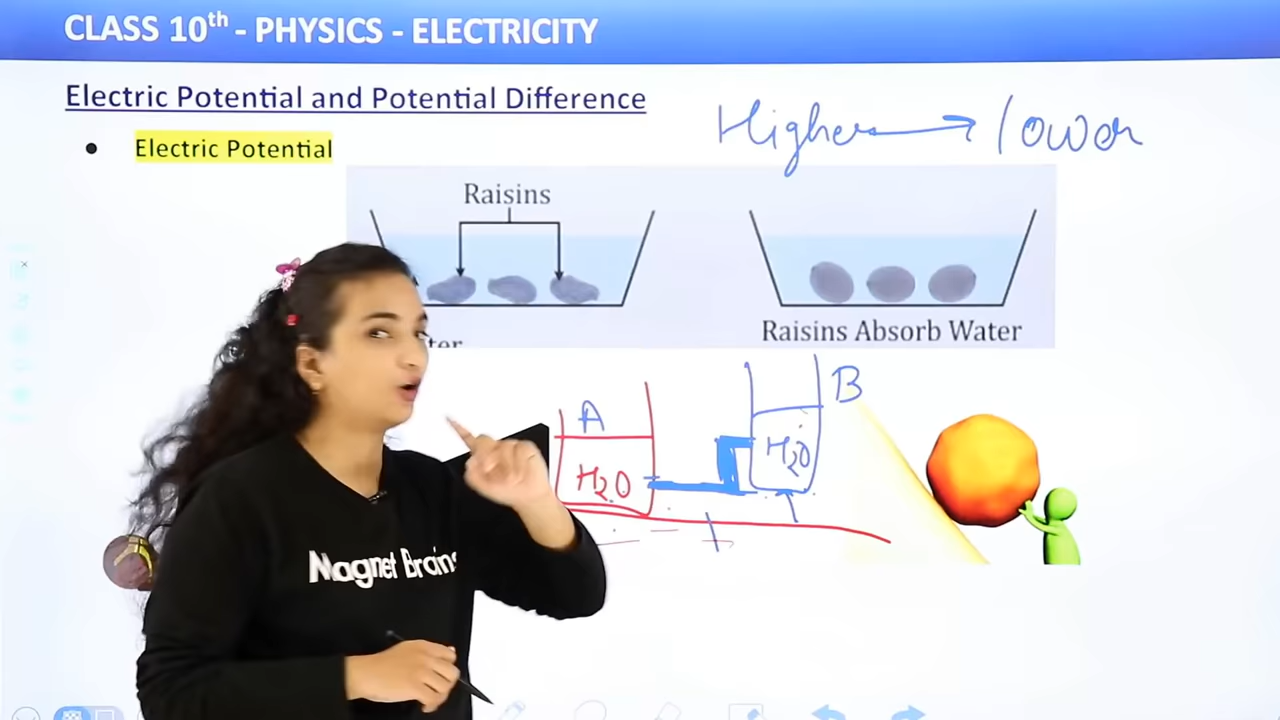 CLASS 10th - PHYSICS - ELECTRICITY
Electric Potential and Potential Difference
Higher → lower
• Electric Potential
Raisins
ter
Raisins Absorb Water
A
B
H2O
H2O
Magnet Brains